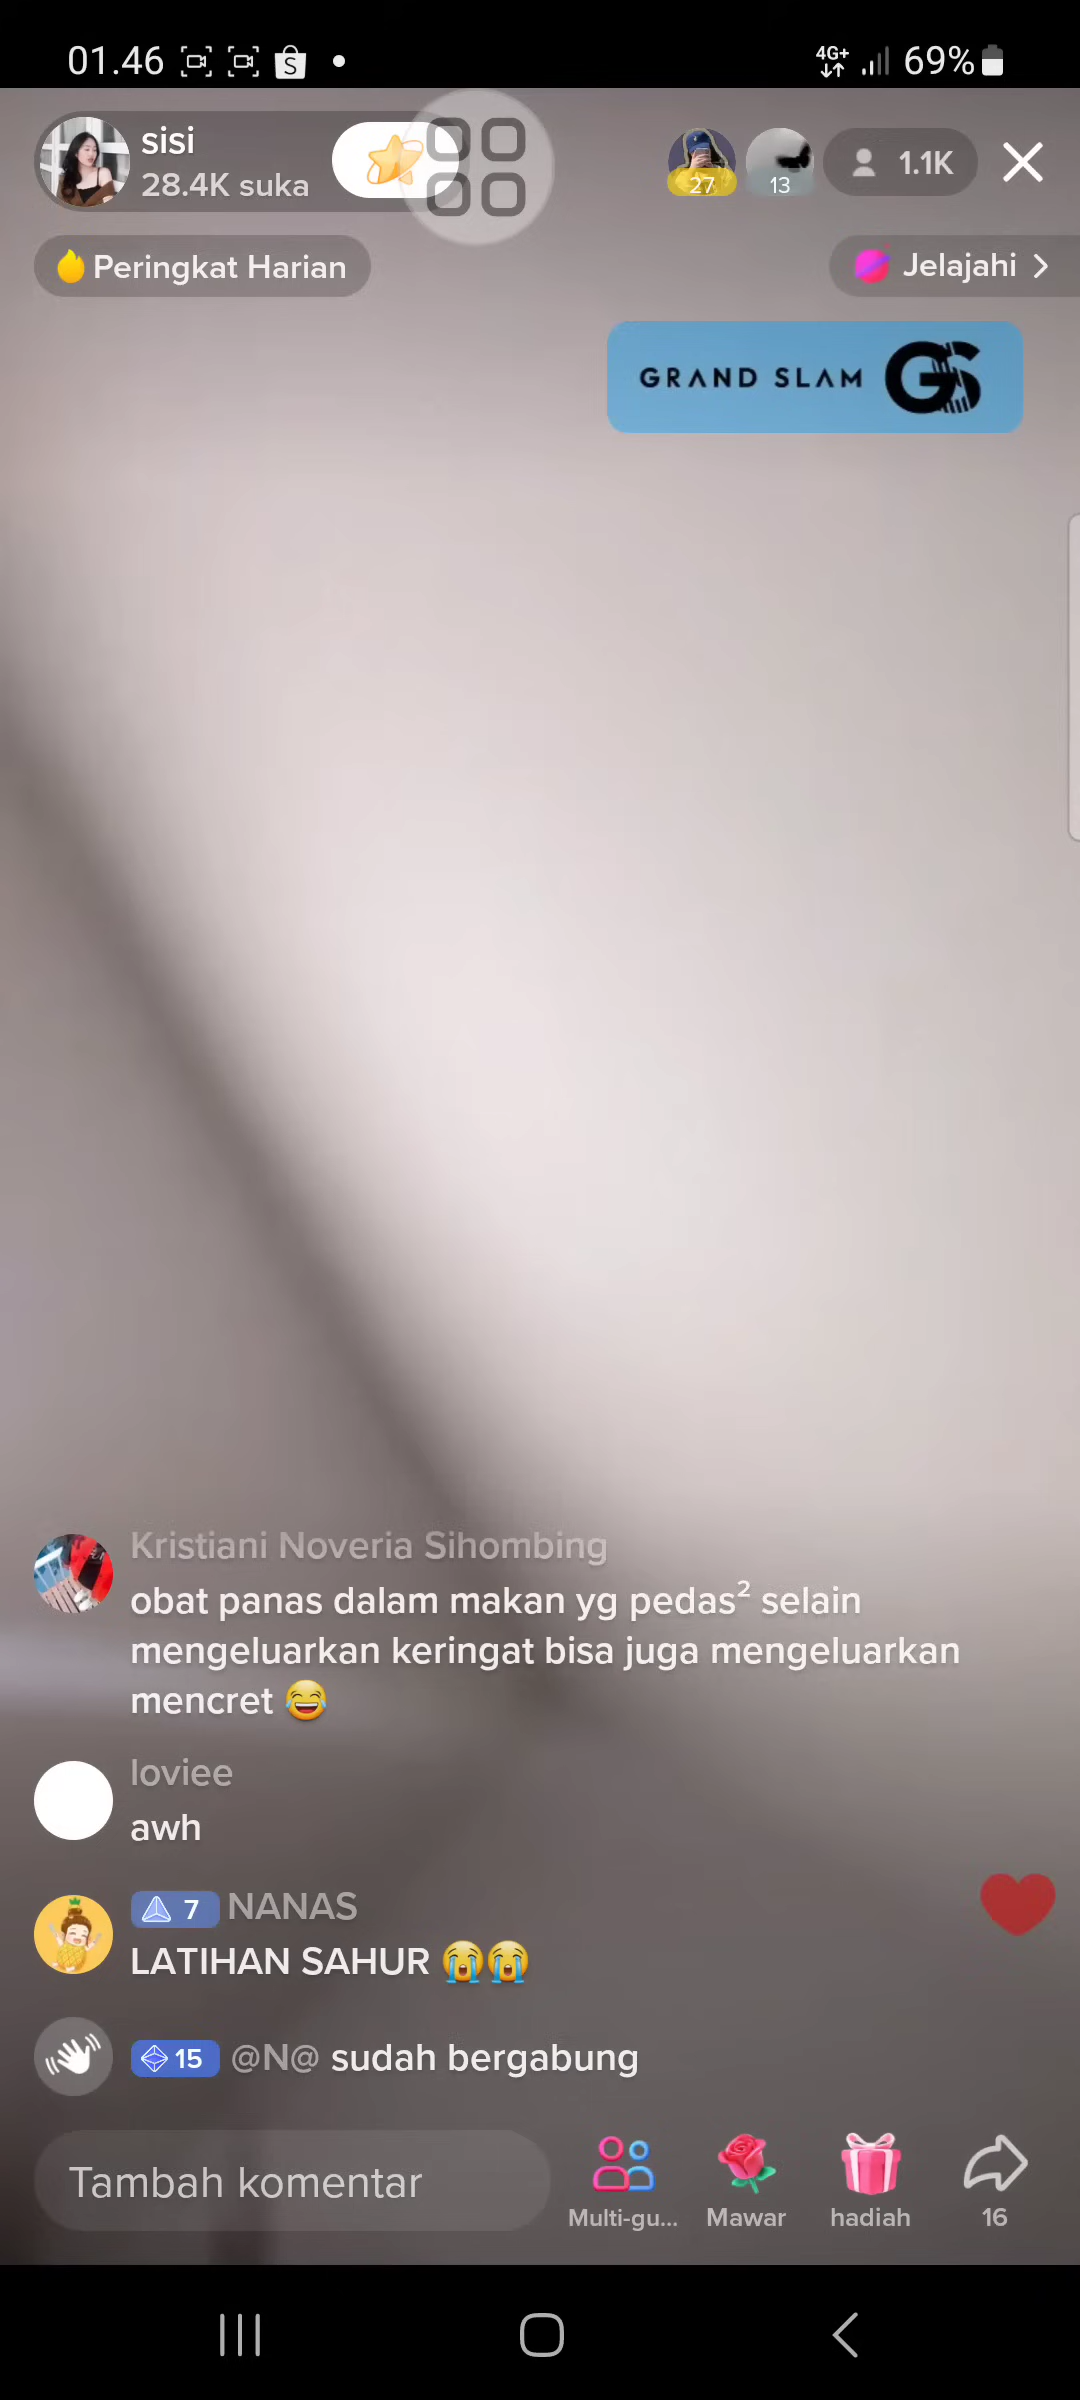 01.46
4G+
69%
sisi
28.4K suka
27
13
1.1K
Peringkat Harian
Jelajahi
GRAND SLAM GS
Kristiani Noveria Sihombing
obat panas dalam makan yg pedas² selain
mengeluarkan keringat bisa juga mengeluarkan
mencret 😂
loviee
awh
7 NANAS
LATIHAN SAHUR 😭😭
15 @N@ sudah bergabung
Tambah komentar
Multi-gu...
Mawar
hadiah
16